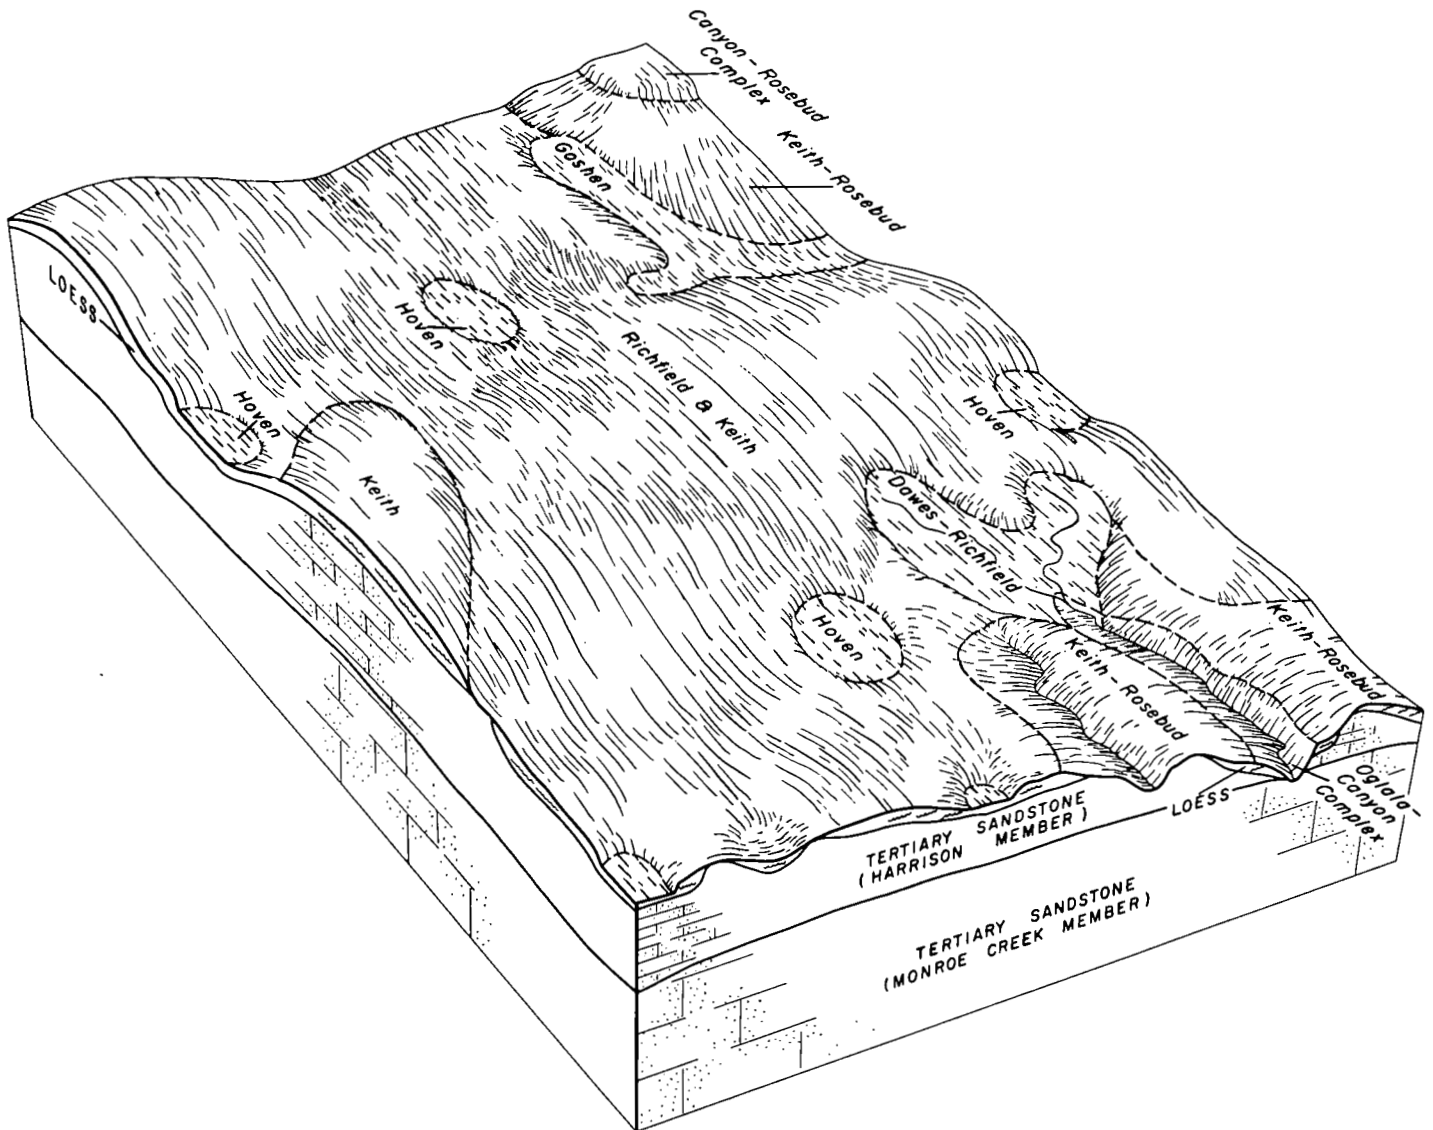 Canyon-Rosebud
Complex
Keith-Rosebud
Goshen
LOESS
Hoven
Richfield & Keith
Hoven
Hoven
Keith
Dawes-Richfield
Hoven
Keith-Rosebud
Keith-Rosebud
Oglala-
Canyon
Complex
LOESS
TERTIARY SANDSTONE
(HARRISON MEMBER)
TERTIARY SANDSTONE
(MONROE CREEK MEMBER)